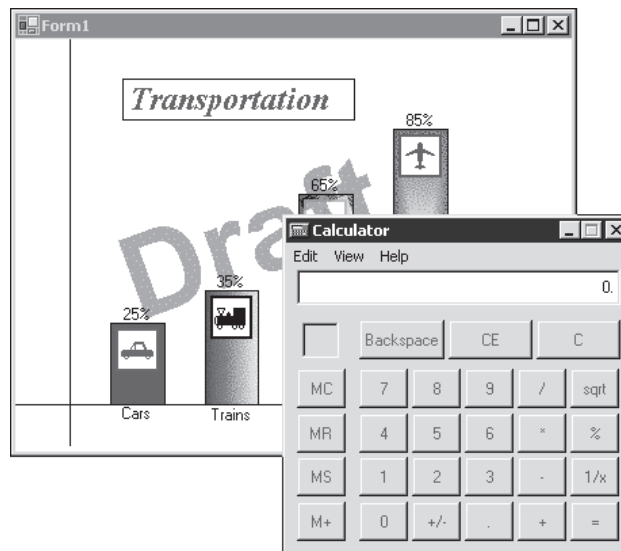 Form1
Transportation
85%
65%
Draft
35%
25%
Cars
Trains
Calculator
Edit View Help
0.
Backspace CE C
MC 7 8 9 / sqrt
MR 4 5 6 * %
MS 1 2 3 - 1/x
M+ 0 +/- . + =